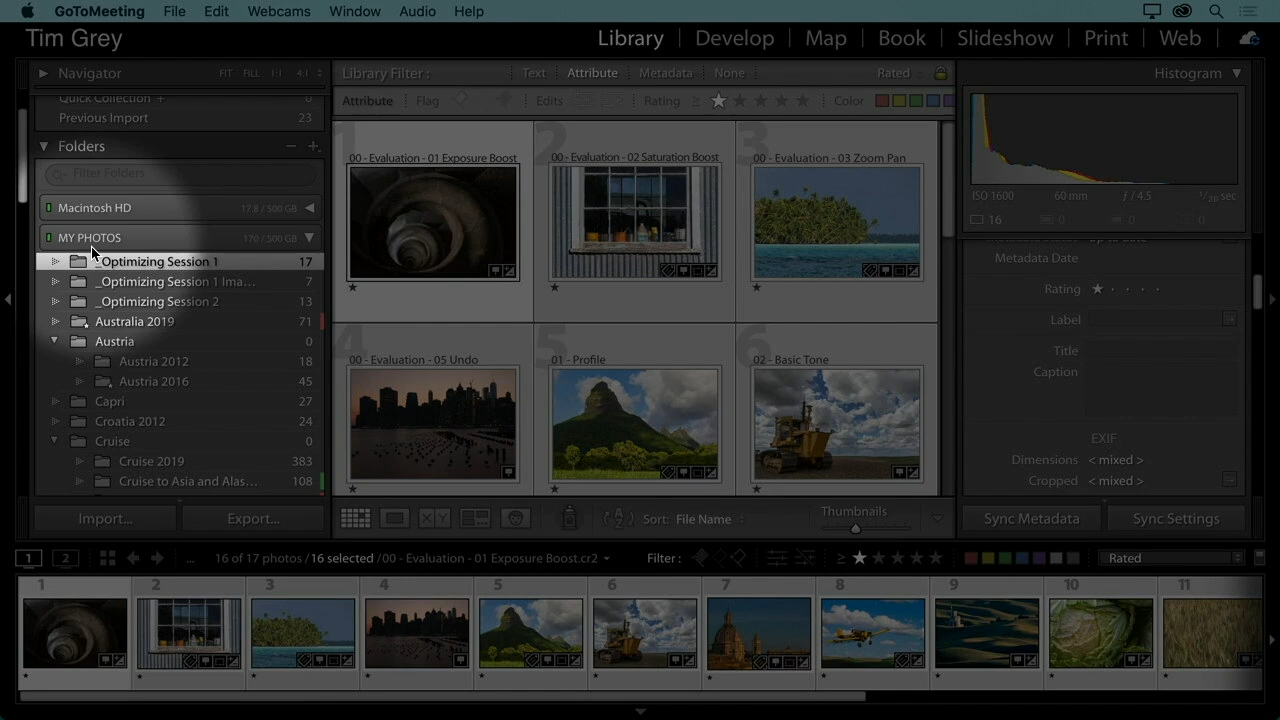 GoToMeeting File Edit Webcams Window Audio Help
Tim Grey
Library | Develop | Map | Book | Slideshow | Print | Web
Navigator FIT FILL 1:1 4:1
Quick Collection + 0
Previous Import 23
Folders
Filter Folders
Macintosh HD 17.8 / 500 GB
MY PHOTOS 170 / 500 GB
_Optimizing Session 1 17
_Optimizing Session 1 Ima... 7
_Optimizing Session 2 13
Australia 2019 71
Austria 0
Austria 2012 18
Austria 2016 45
Capri 27
Croatia 2012 24
Cruise 0
Cruise 2019 383
Cruise to Asia and Alas... 108
Import... Export...
Library Filter : Text Attribute Metadata None Rated
Attribute Flag Edits Rating ≥ Color
1 2 3
00 - Evaluation - 01 Exposure Boost 00 - Evaluation - 02 Saturation Boost 00 - Evaluation - 03 Zoom Pan
4 5 6
00 - Evaluation - 05 Undo 01 - Profile 02 - Basic Tone
XY Sort: File Name Thumbnails
Histogram
ISO 1600 60 mm ƒ / 4.5 1/20 sec
16 0 0 0
Metadata Date
Rating
Label
Title
Caption
EXIF
Dimensions < mixed >
Cropped < mixed >
Sync Metadata Sync Settings
1 2 ... 16 of 17 photos / 16 selected / 00 - Evaluation - 01 Exposure Boost.cr2 Filter : ≥ Rated
1 2 3 4 5 6 7 8 9 10 11